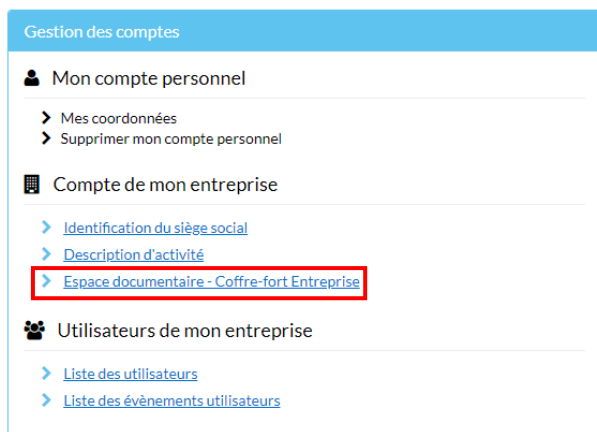 Gestion des comptes
Mon compte personnel
Mes coordonnées
Supprimer mon compte personnel
Compte de mon entreprise
Identification du siège social
Description d'activité
Espace documentaire - Coffre-fort Entreprise
Utilisateurs de mon entreprise
Liste des utilisateurs
Liste des évènements utilisateurs